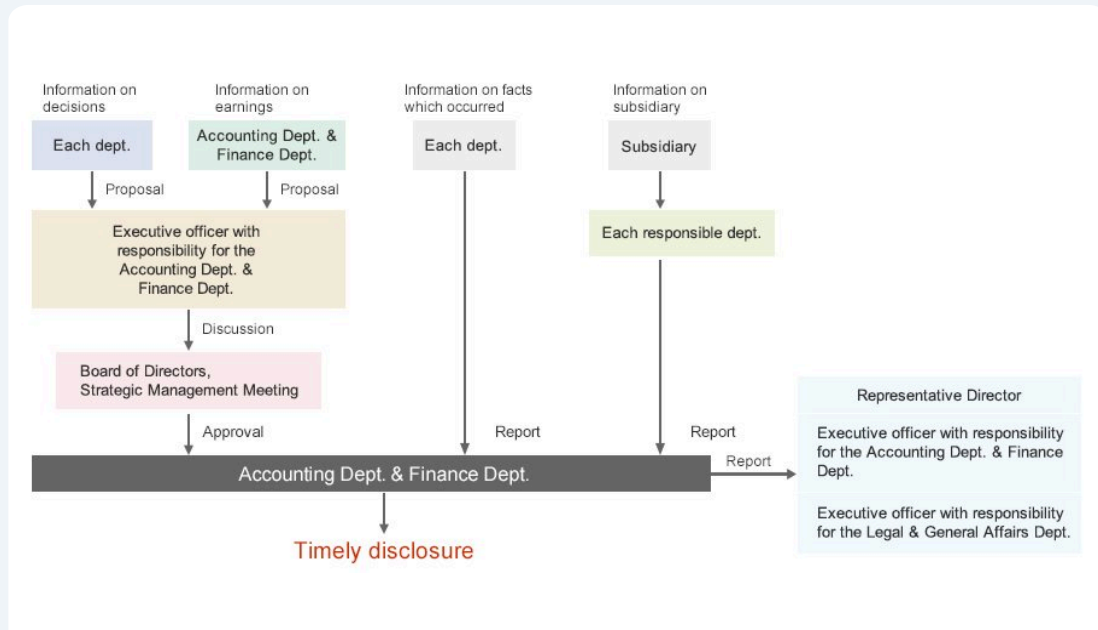 Information on
decisions
Information on
earnings
Information on facts
which occurred
Information on
subsidiary
Each dept.
Accounting Dept. &
Finance Dept.
Each dept.
Subsidiary
Proposal
Proposal
Executive officer with
responsibility for the
Accounting Dept. &
Finance Dept.
Each responsible dept.
Discussion
Board of Directors,
Strategic Management Meeting
Approval
Report
Report
Accounting Dept. & Finance Dept.
Report
Representative Director
Executive officer with responsibility
for the Accounting Dept. & Finance
Dept.
Executive officer with responsibility
for the Legal & General Affairs Dept.
Timely disclosure